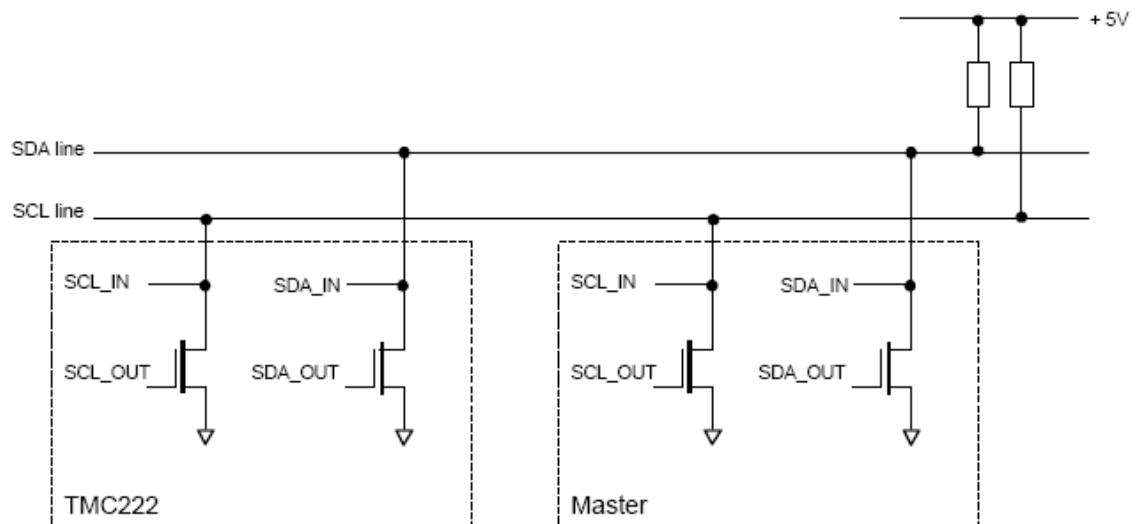 + 5V
SDA line
SCL line
SCL_IN
SDA_IN
SCL_IN
SDA_IN
SCL_OUT
SDA_OUT
SCL_OUT
SDA_OUT
TMC222
Master